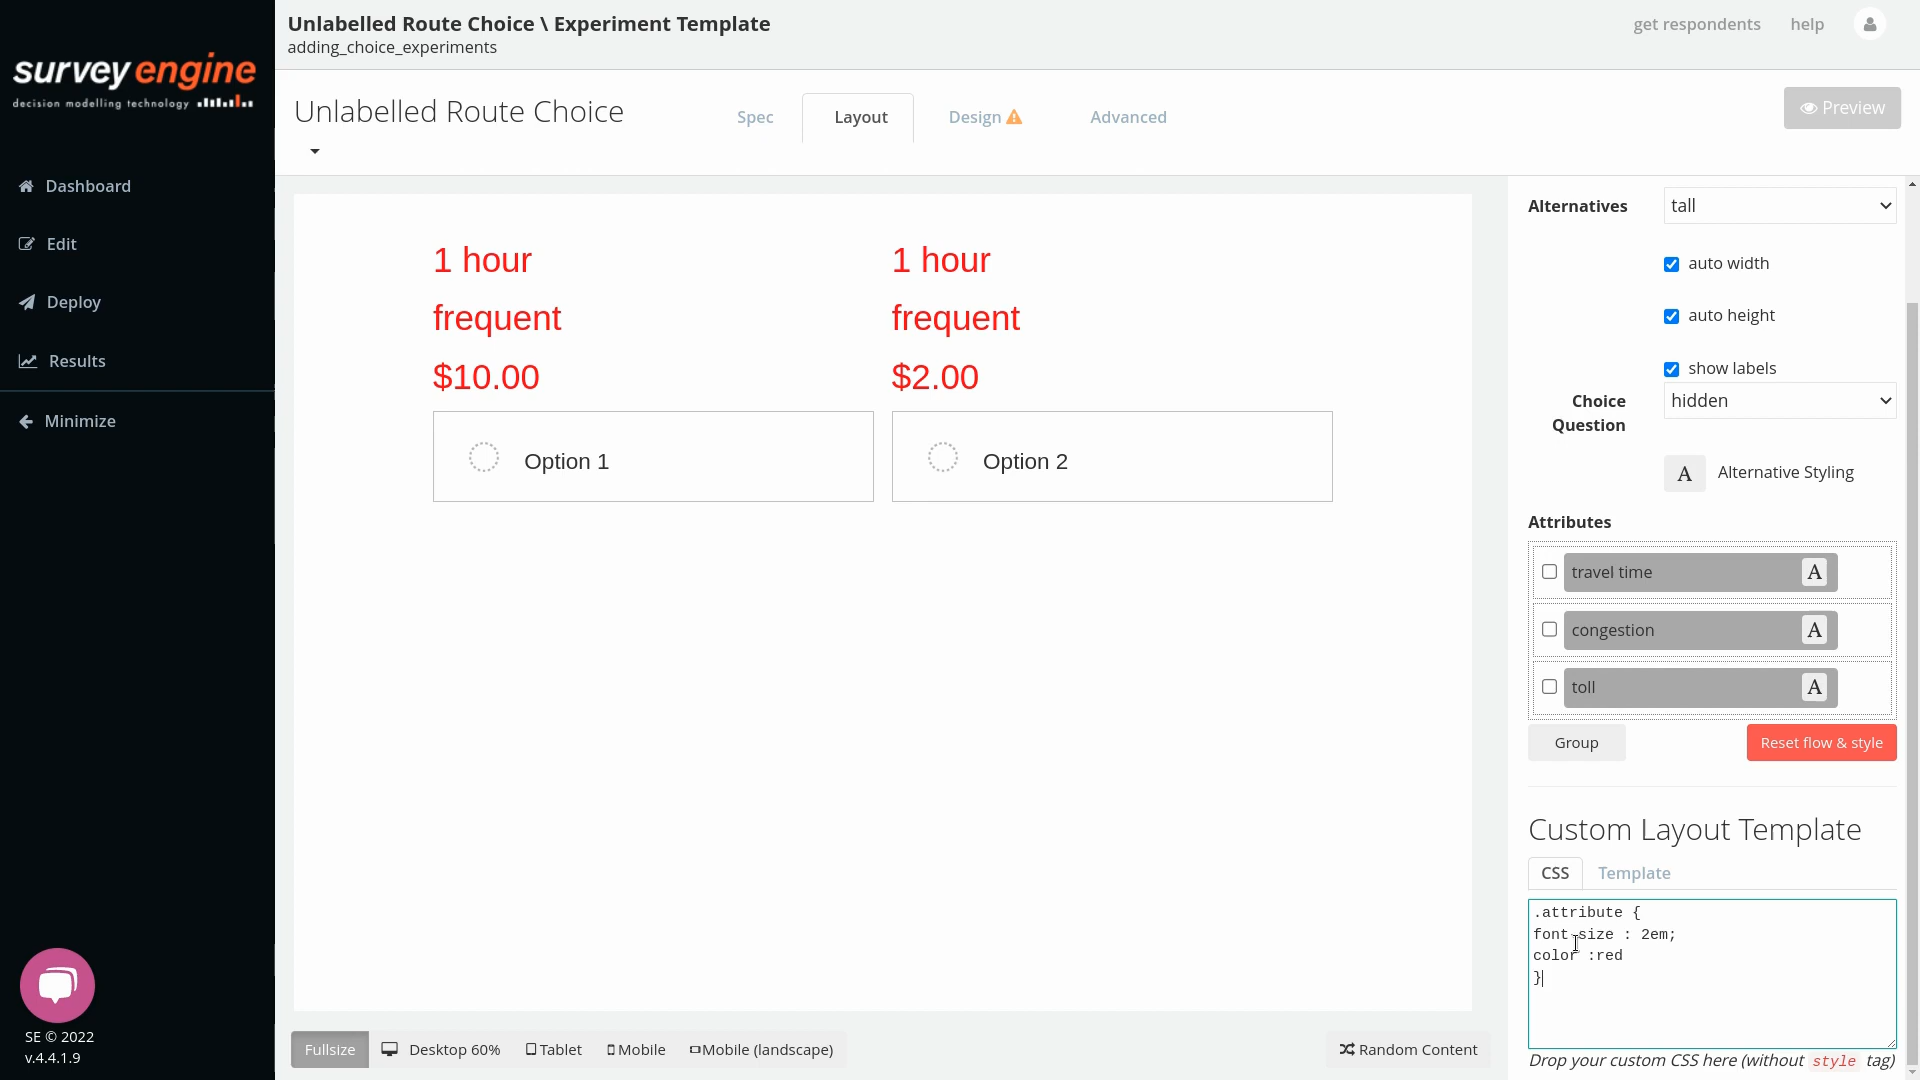 survey engine
decision modelling technology
Dashboard
Edit
Deploy
Results
Minimize
SE © 2022
v.4.4.1.9
Unlabelled Route Choice \ Experiment Template
adding_choice_experiments
get respondents help
Unlabelled Route Choice
Spec Layout Design Advanced
Preview
1 hour 1 hour
frequent frequent
$10.00 $2.00
Option 1 Option 2
Fullsize Desktop 60% Tablet Mobile Mobile (landscape)
Random Content
Alternatives tall
auto width
auto height
show labels
Choice Question hidden
A Alternative Styling
Attributes
travel time A
congestion A
toll A
Group Reset flow & style
Custom Layout Template
CSS Template
.attribute {
font-size : 2em;
color :red
}
Drop your custom CSS here (without style tag)